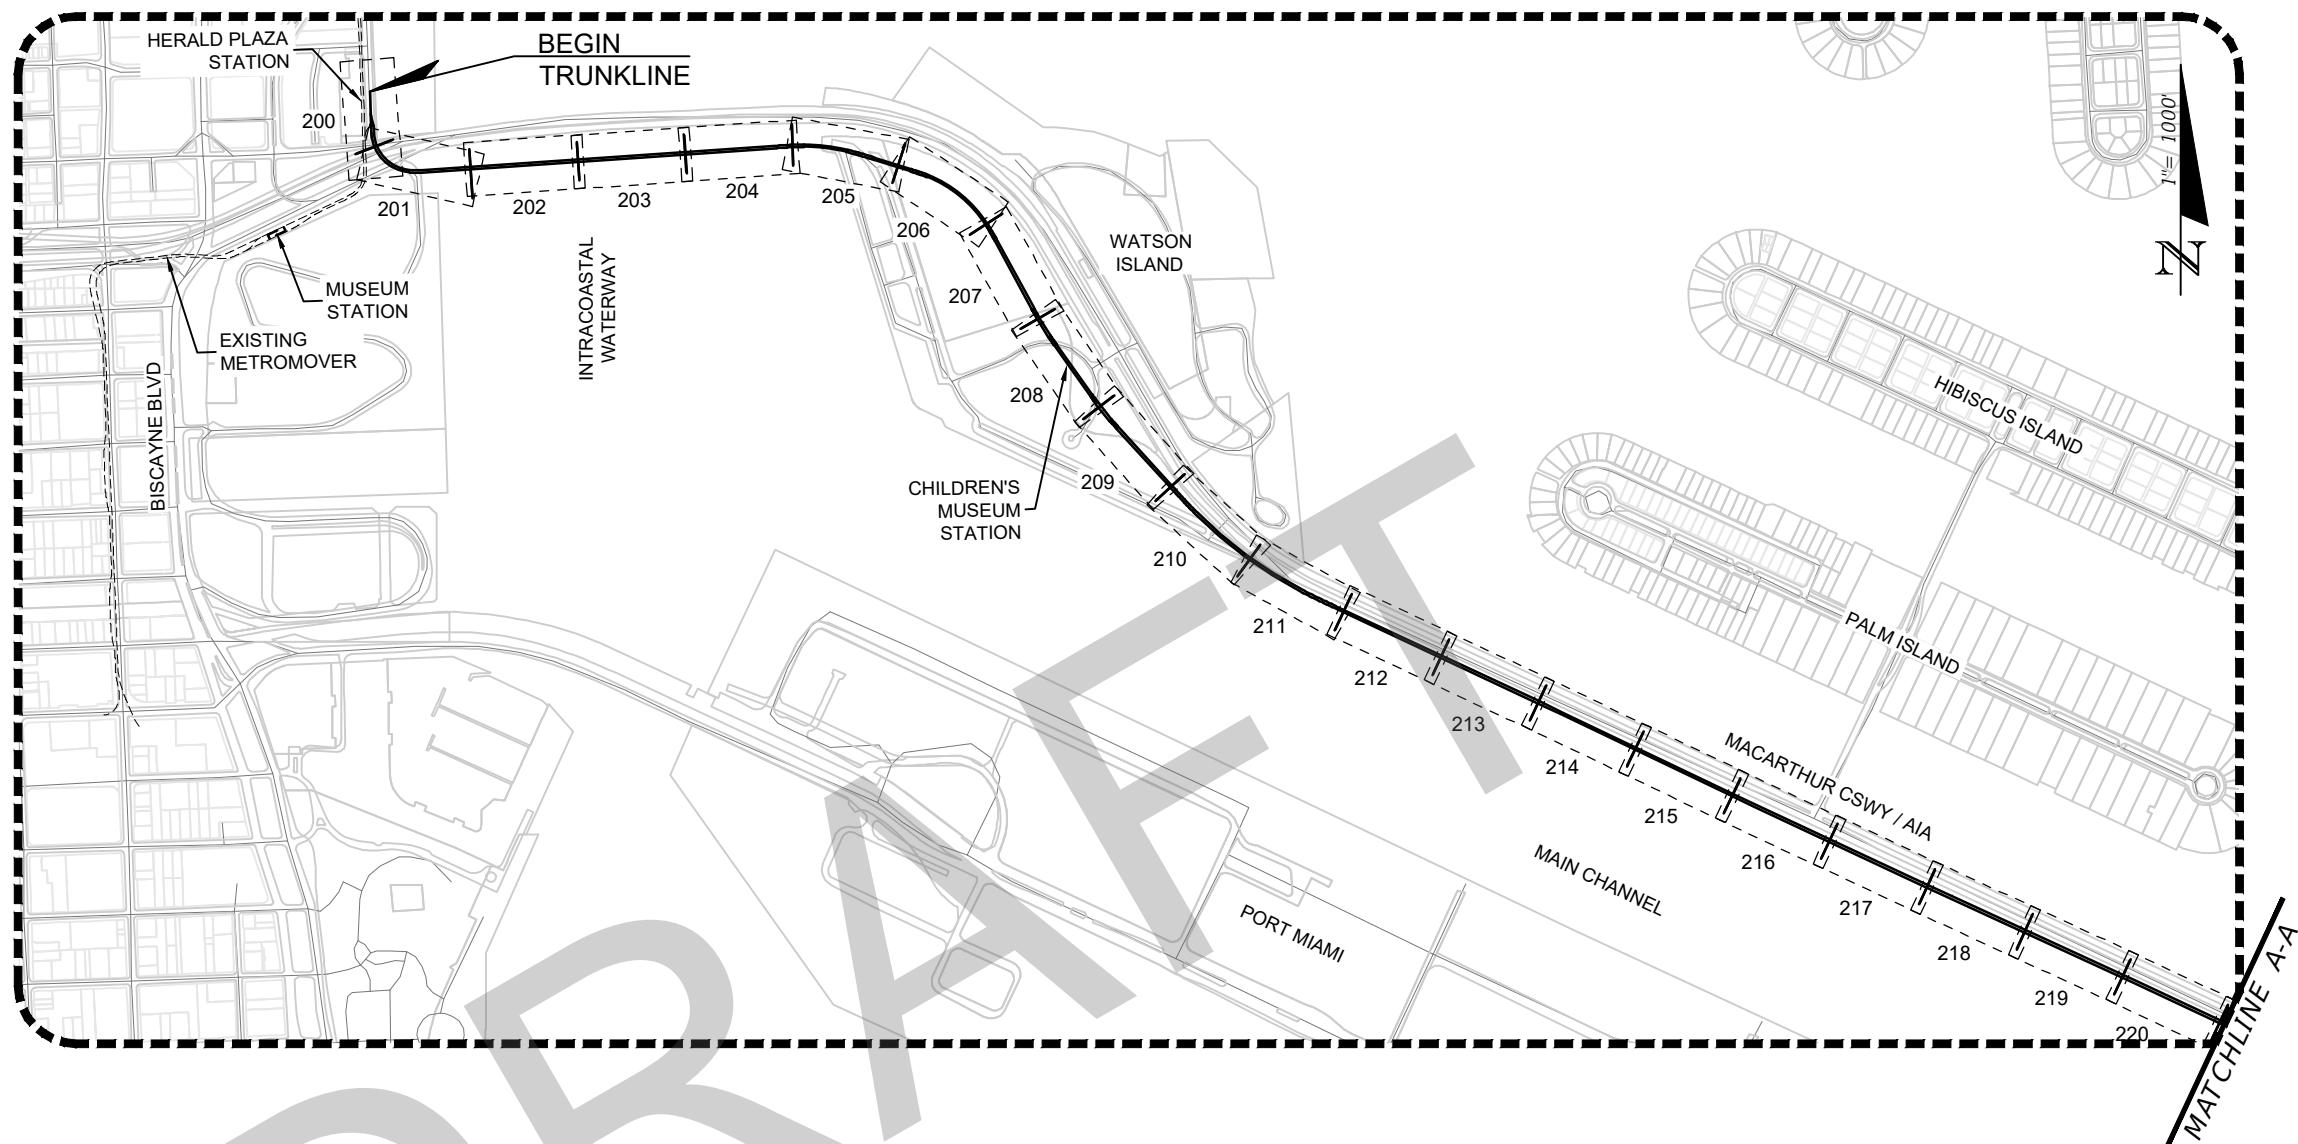 HERALD PLAZA
STATION
BEGIN
TRUNKLINE
1"= 1000'
N
200
201
202
203
204
205
206
207
208
209
210
211
212
213
214
215
216
217
218
219
220
WATSON
ISLAND
INTRACOASTAL
WATERWAY
MUSEUM
STATION
EXISTING
METROMOVER
BISCAYNE BLVD
CHILDREN'S
MUSEUM
STATION
HIBISCUS ISLAND
PALM ISLAND
MACARTHUR CSWY / AIA
MAIN CHANNEL
PORT MIAMI
MATCHLINE A-A
DRAFT